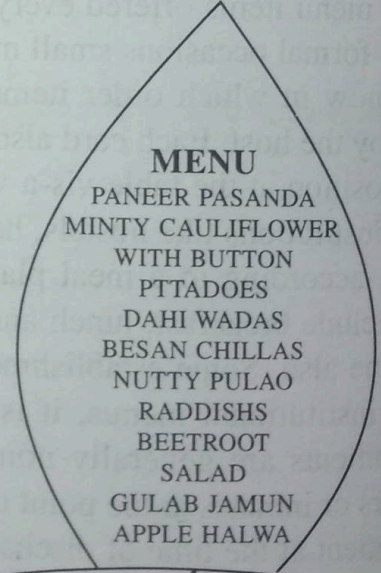 MENU
PANEER PASANDA
MINTY CAULIFLOWER
WITH BUTTON
PTTADOES
DAHI WADAS
BESAN CHILLAS
NUTTY PULAO
RADDISHS
BEETROOT
SALAD
GULAB JAMUN
APPLE HALWA